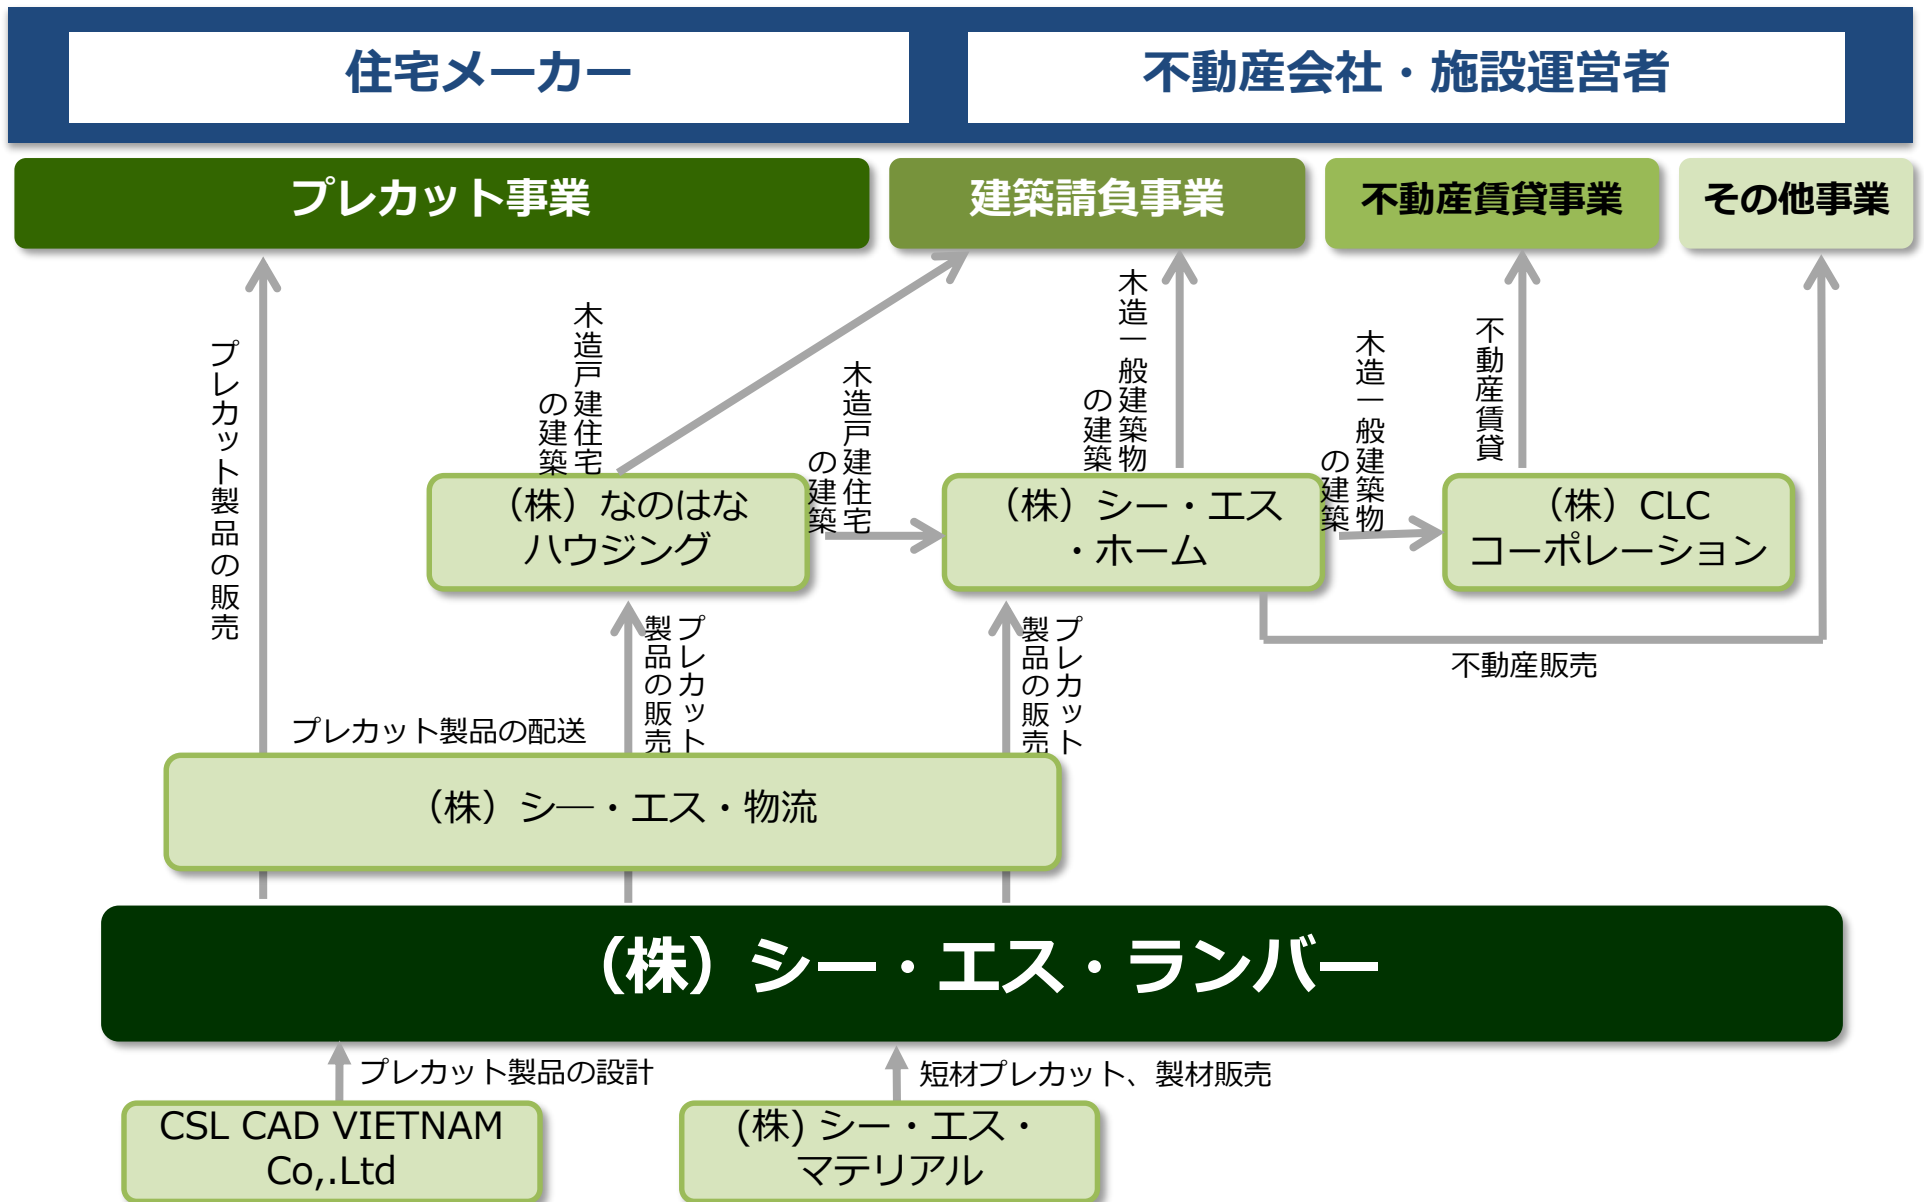 住宅メーカー
不動産会社・施設運営者
プレカット事業
建築請負事業
不動産賃貸事業
その他事業
プレカット製品の販売
木造戸建住宅
の建築
木造戸建住宅
の建築
木造一般建築物
の建築
木造一般建築物
の建築
不動産賃貸
（株）なのはな
ハウジング
（株）シー・エス
・ホーム
（株）CLC
コーポレーション
プレカット
製品の販売
プレカット
製品の販売
不動産販売
プレカット製品の配送
（株）シ―・エス・物流
（株）シー・エス・ランバー
プレカット製品の設計
短材プレカット、製材販売
CSL CAD VIETNAM
Co,.Ltd
(株) シー・エス・
マテリアル